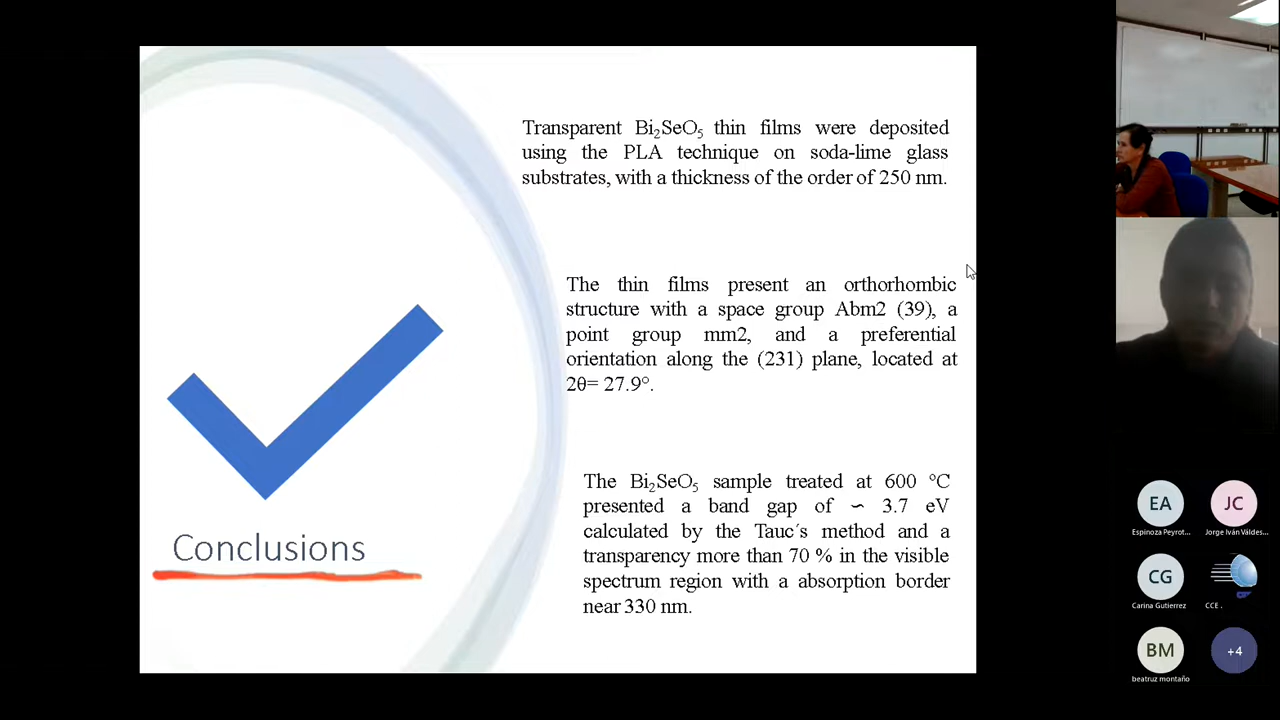 Transparent Bi₂SeO₅ thin films were deposited
using the PLA technique on soda-lime glass
substrates, with a thickness of the order of 250 nm.
The thin films present an orthorhombic
structure with a space group Abm2 (39), a
point group mm2, and a preferential
orientation along the (231) plane, located at
2θ= 27.9°.
The Bi₂SeO₅ sample treated at 600 °C
presented a band gap of ∽ 3.7 eV
calculated by the Tauc´s method and a
transparency more than 70 % in the visible
spectrum region with a absorption border
near 330 nm.
Conclusions
EA
JC
Espinoza Peyrot...
Jorge Iván Váldes...
CG
Carina Gutierrez
CCE .
BM
+4
beatruz montaño